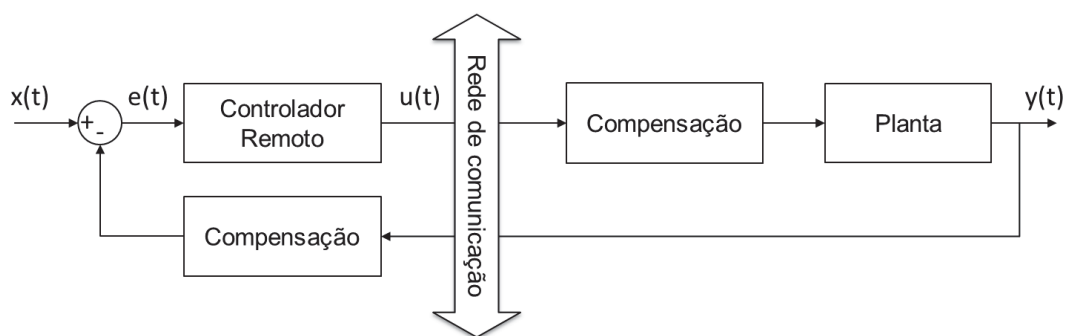 x(t)
+
-
e(t)
Controlador
Remoto
u(t)
Rede de comunicação
Compensação
Planta
y(t)
Compensação